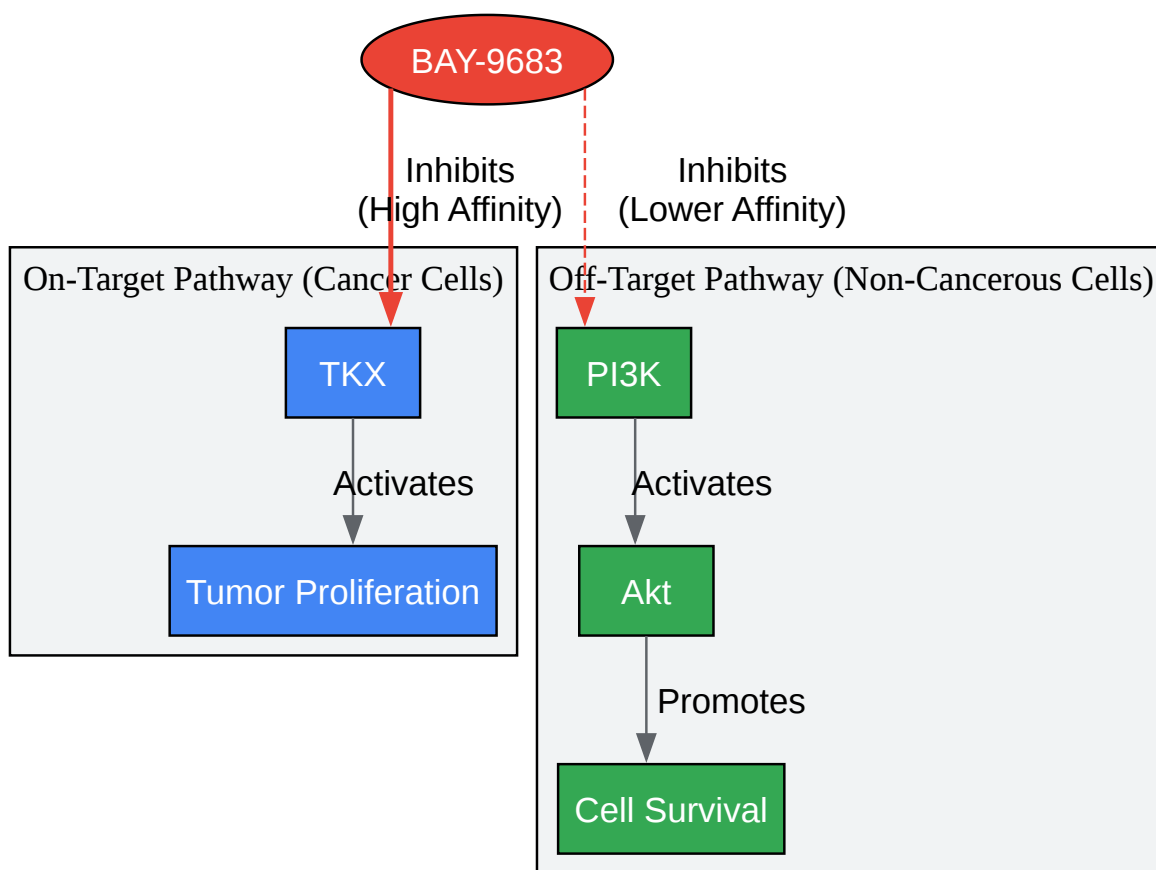 BAY-9683
Inhibits
(High Affinity)
Inhibits
(Lower Affinity)
On-Target Pathway (Cancer Cells)
TKX
Activates
Tumor Proliferation
Off-Target Pathway (Non-Cancerous Cells)
PI3K
Activates
Akt
Promotes
Cell Survival